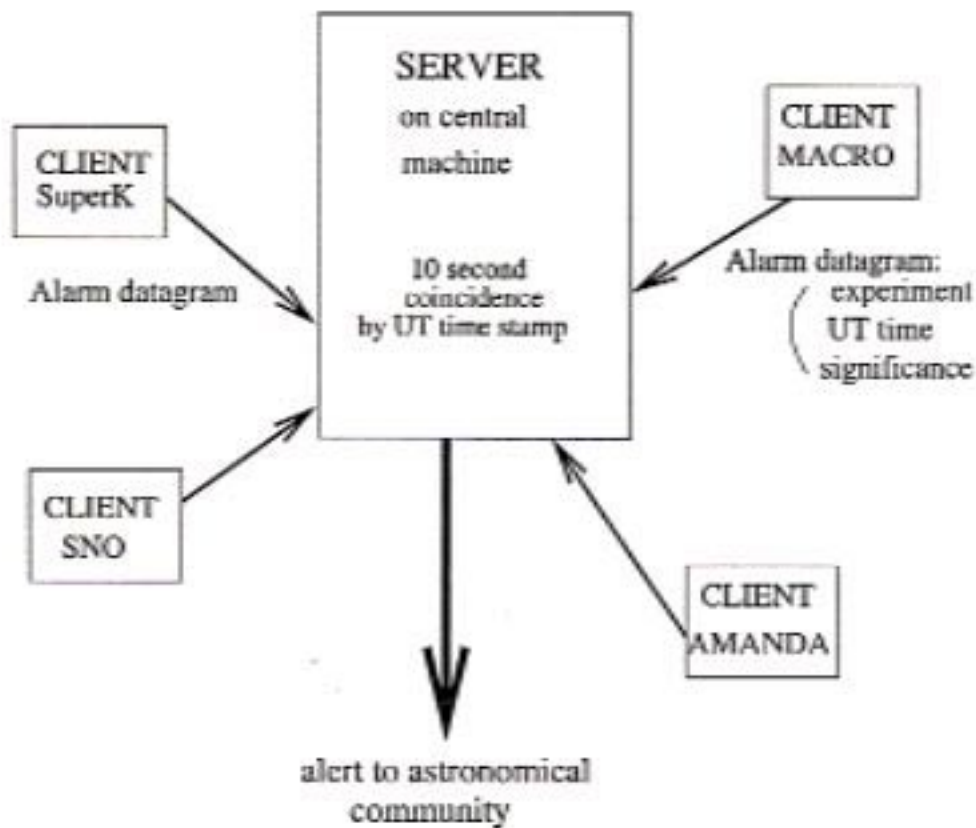 SERVER
on central
machine
10 second
coincidence
by UT time stamp
CLIENT
SuperK
Alarm datagram
CLIENT
MACRO
Alarm datagram:
experiment
UT time
significance
CLIENT
SNO
CLIENT
AMANDA
alert to astronomical
community